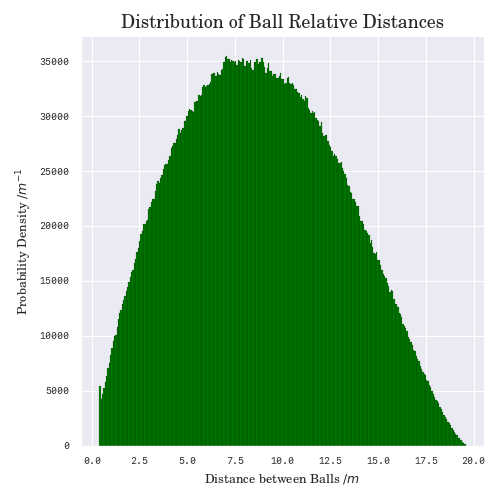 Distribution of Ball Relative Distances
Probability Density /m⁻¹
35000
30000
25000
20000
15000
10000
5000
0
0.0 2.5 5.0 7.5 10.0 12.5 15.0 17.5 20.0
Distance between Balls /m